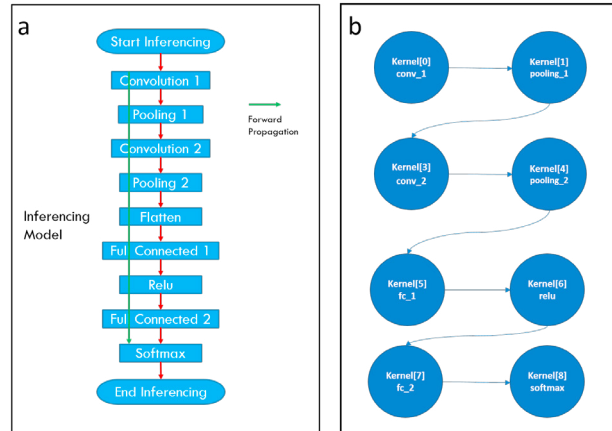 a
Start Inferencing
Convolution 1
Pooling 1
Convolution 2
Pooling 2
Flatten
Full Connected 1
Relu
Full Connected 2
Softmax
End Inferencing
Inferencing
Model
Forward
Propagation
b
Kernel[0]
conv_1
Kernel[1]
pooling_1
Kernel[3]
conv_2
Kernel[4]
pooling_2
Kernel[5]
fc_1
Kernel[6]
relu
Kernel[7]
fc_2
Kernel[8]
softmax